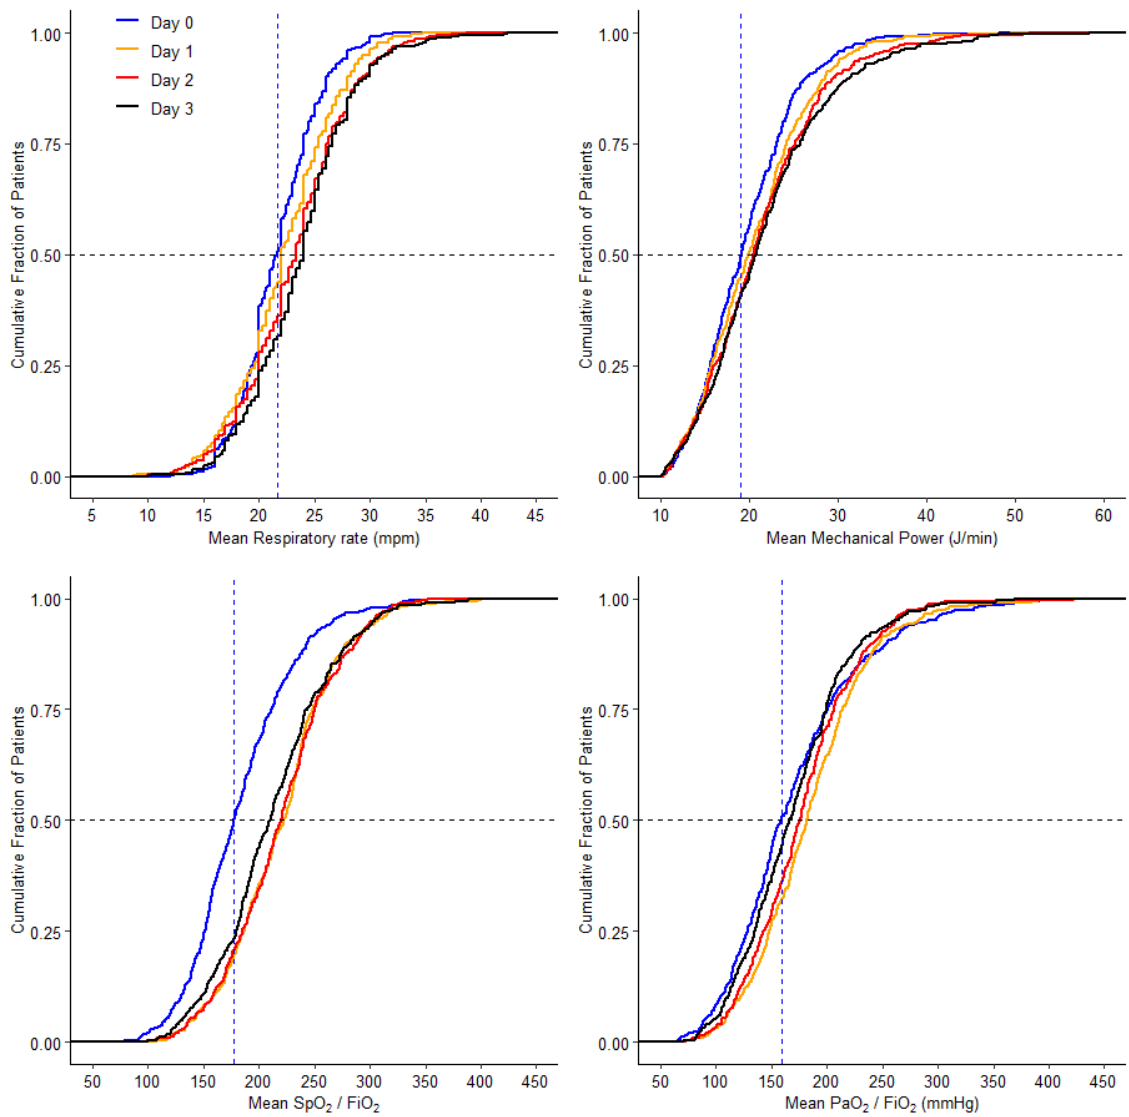 Day 0
Day 1
Day 2
Day 3
1.00
0.75
0.50
0.25
0.00
Cumulative Fraction of Patients
5 10 15 20 25 30 35 40 45
Mean Respiratory rate (mpm)
1.00
0.75
0.50
0.25
0.00
Cumulative Fraction of Patients
10 20 30 40 50 60
Mean Mechanical Power (J/min)
1.00
0.75
0.50
0.25
0.00
Cumulative Fraction of Patients
50 100 150 200 250 300 350 400 450
Mean SpO₂ / FiO₂
1.00
0.75
0.50
0.25
0.00
Cumulative Fraction of Patients
50 100 150 200 250 300 350 400 450
Mean PaO₂ / FiO₂ (mmHg)